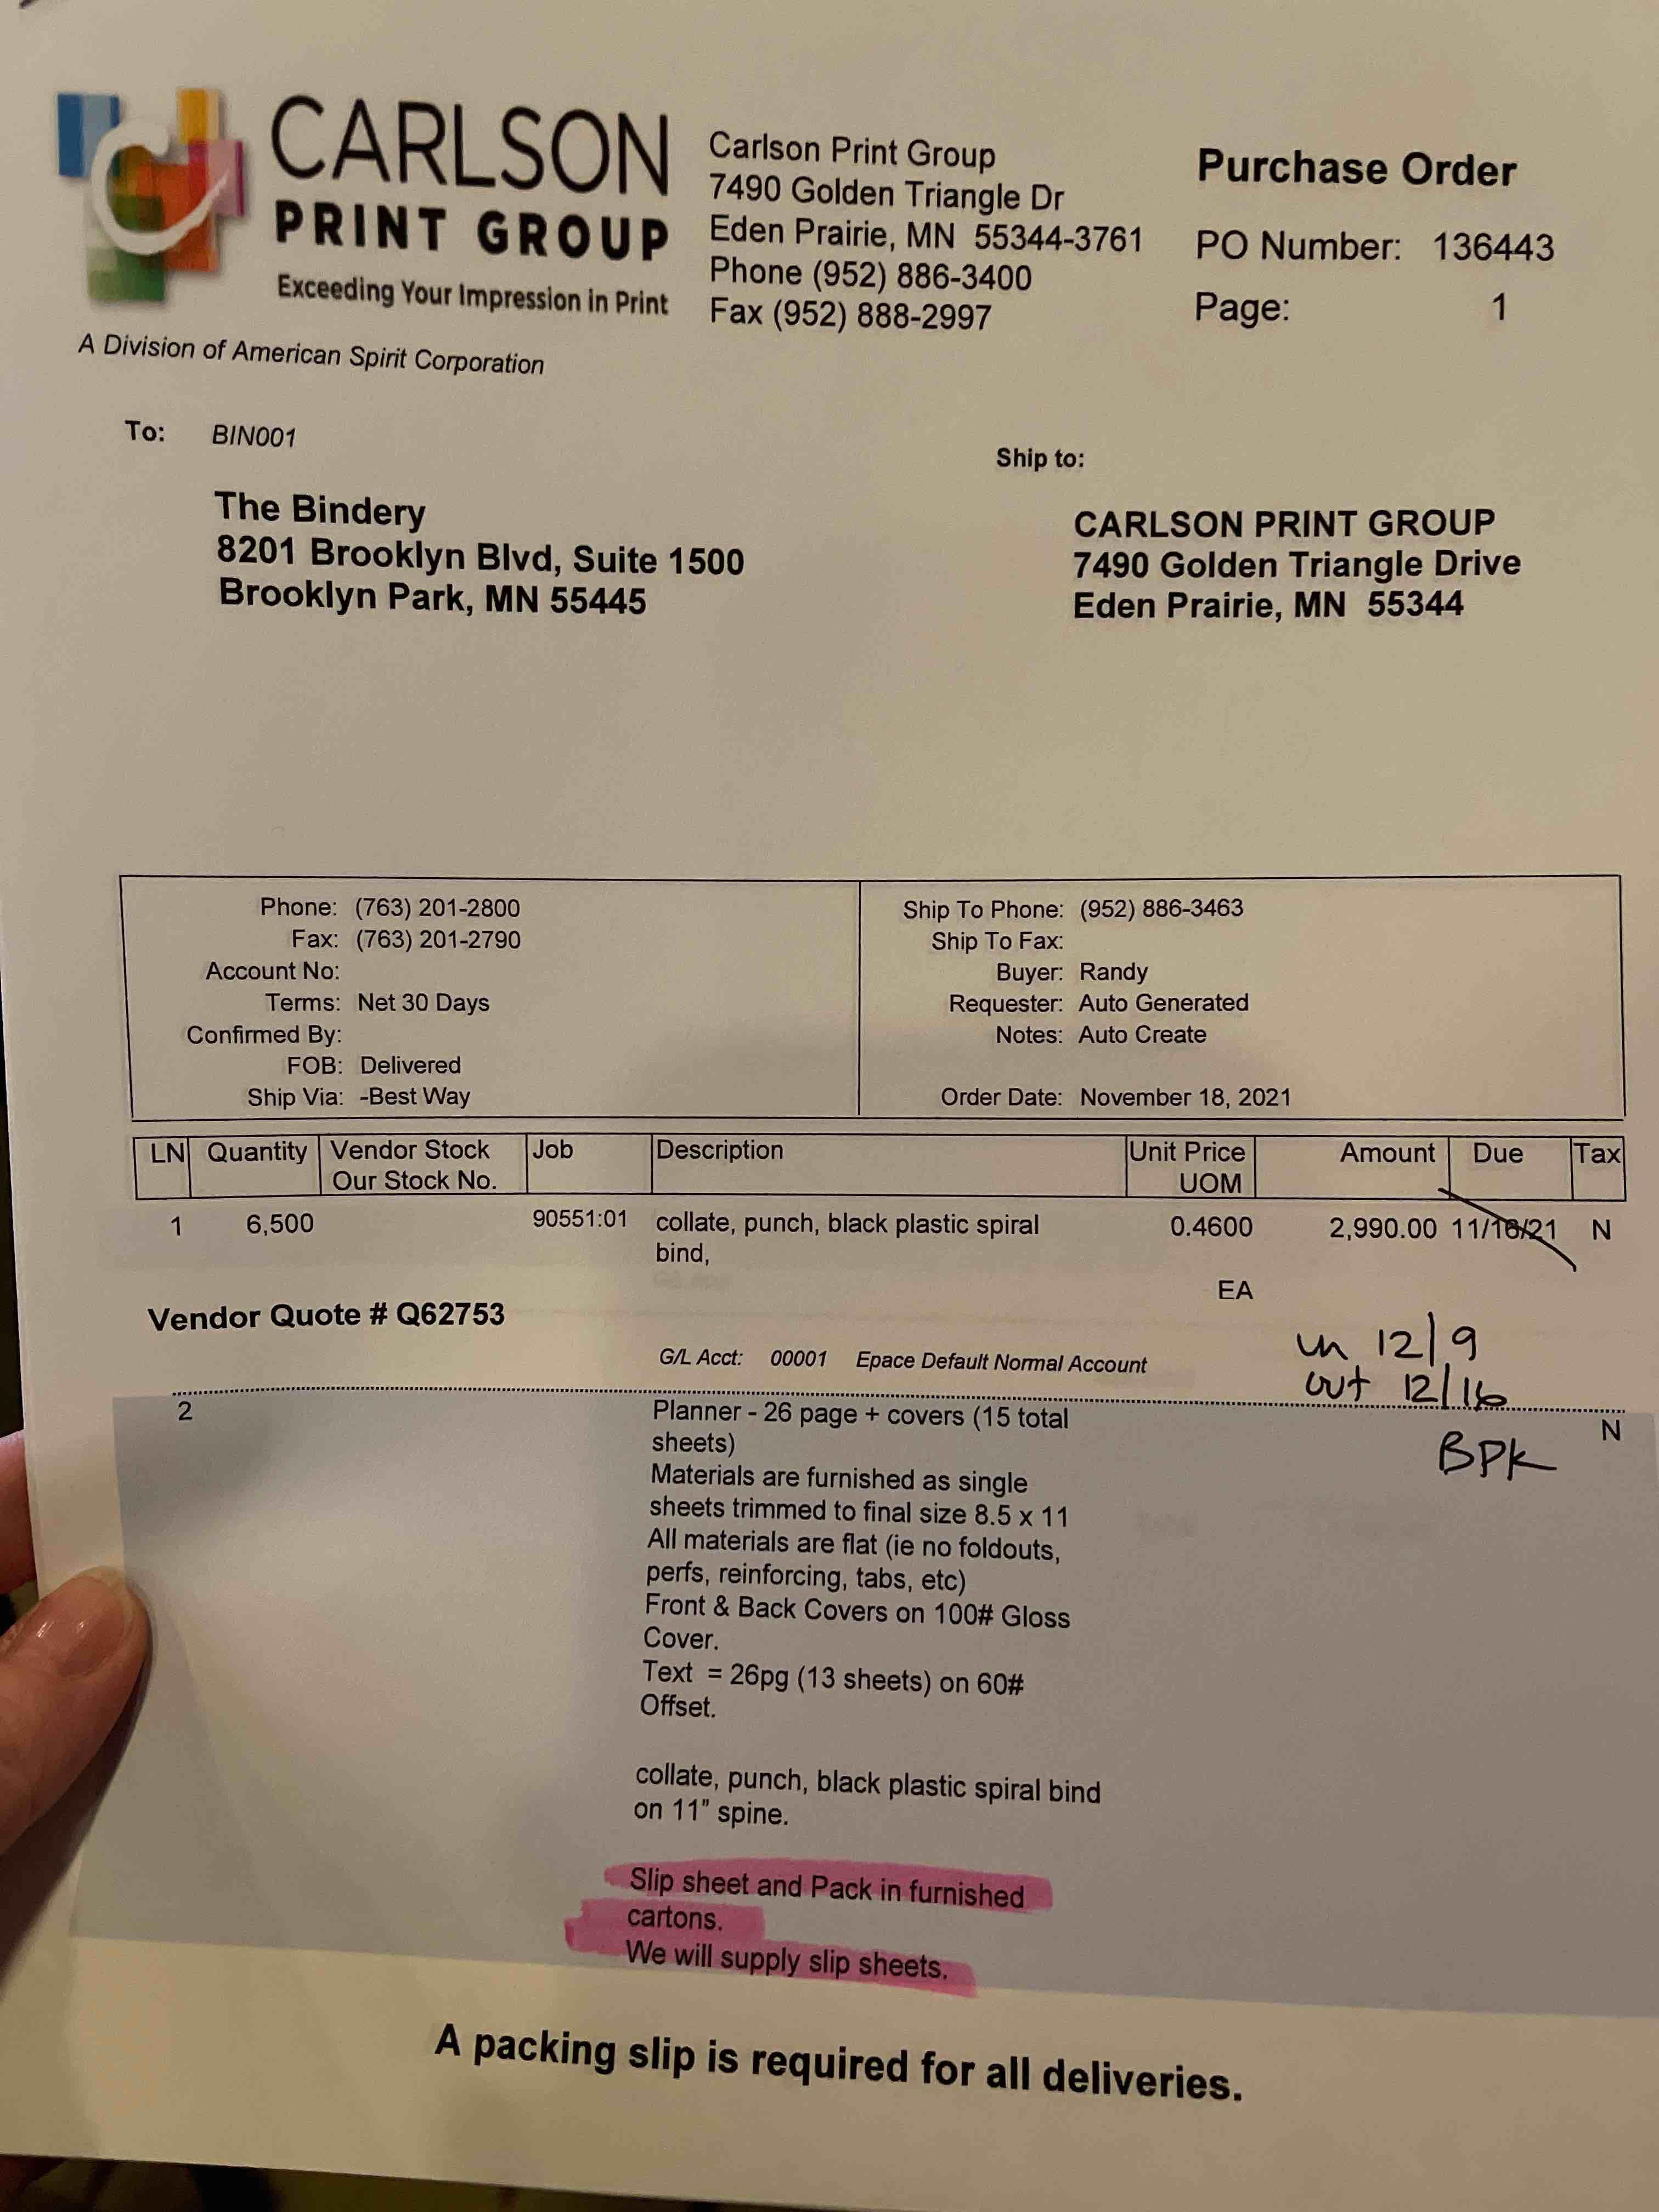 CARLSON
PRINT GROUP
Exceeding Your Impression in Print
A Division of American Spirit Corporation
Carlson Print Group
7490 Golden Triangle Dr
Eden Prairie, MN 55344-3761
Phone (952) 886-3400
Fax (952) 888-2997
Purchase Order
PO Number: 136443
Page: 1
To: BIN001
The Bindery
8201 Brooklyn Blvd, Suite 1500
Brooklyn Park, MN 55445
Ship to:
CARLSON PRINT GROUP
7490 Golden Triangle Drive
Eden Prairie, MN 55344
Phone: (763) 201-2800
Fax: (763) 201-2790
Account No:
Terms: Net 30 Days
Confirmed By:
FOB: Delivered
Ship Via: -Best Way
Ship To Phone: (952) 886-3463
Ship To Fax:
Buyer: Randy
Requester: Auto Generated
Notes: Auto Create
Order Date: November 18, 2021
LN Quantity Vendor Stock Job Description Unit Price Amount Due Tax
Our Stock No. UOM
1 6,500 90551:01 collate, punch, black plastic spiral 0.4600 2,990.00 11/18/21 N
bind,
EA
Vendor Quote # Q62753
in 12/9
G/L Acct: 00001 Epace Default Normal Account
out 12/16
2 Planner - 26 page + covers (15 total N
sheets)
BPK
Materials are furnished as single
sheets trimmed to final size 8.5 x 11
All materials are flat (ie no foldouts,
perfs, reinforcing, tabs, etc)
Front & Back Covers on 100# Gloss
Cover.
Text = 26pg (13 sheets) on 60#
Offset.
collate, punch, black plastic spiral bind
on 11" spine.
Slip sheet and Pack in furnished
cartons.
We will supply slip sheets.
A packing slip is required for all deliveries.